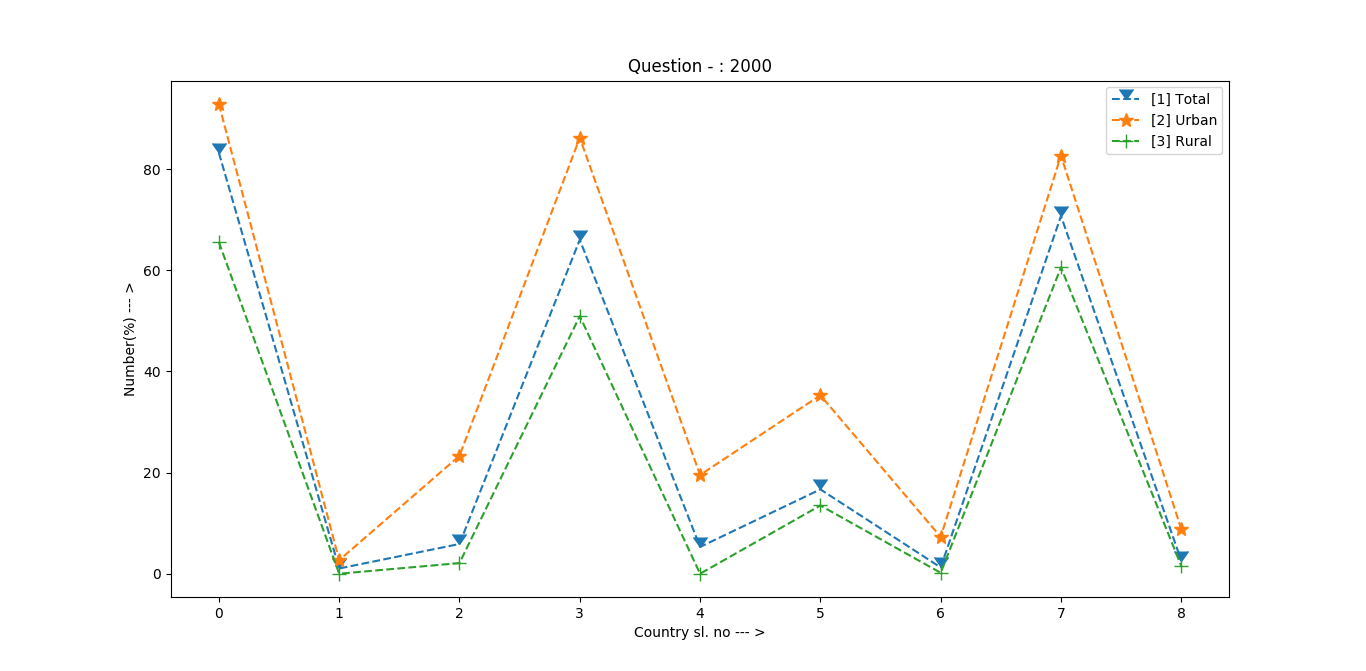 Question - : 2000
[1] Total
[2] Urban
[3] Rural
Number(%) --- >
80
60
40
20
0
0 1 2 3 4 5 6 7 8
Country sl. no --- >